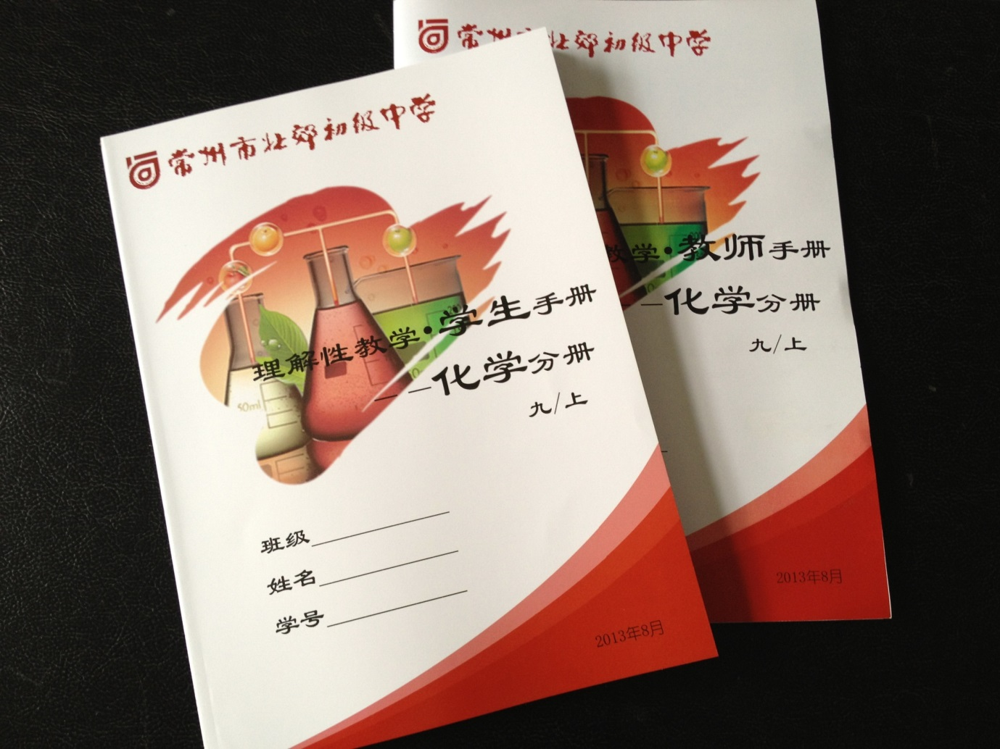 常州市北郊初级中学
理解性教学·学生手册
——化学分册
九/上
50ml
班级
姓名
学号
2013年8月
常州 北郊初级中学
教学·教师手册
—化学分册
九/上
2013年8月